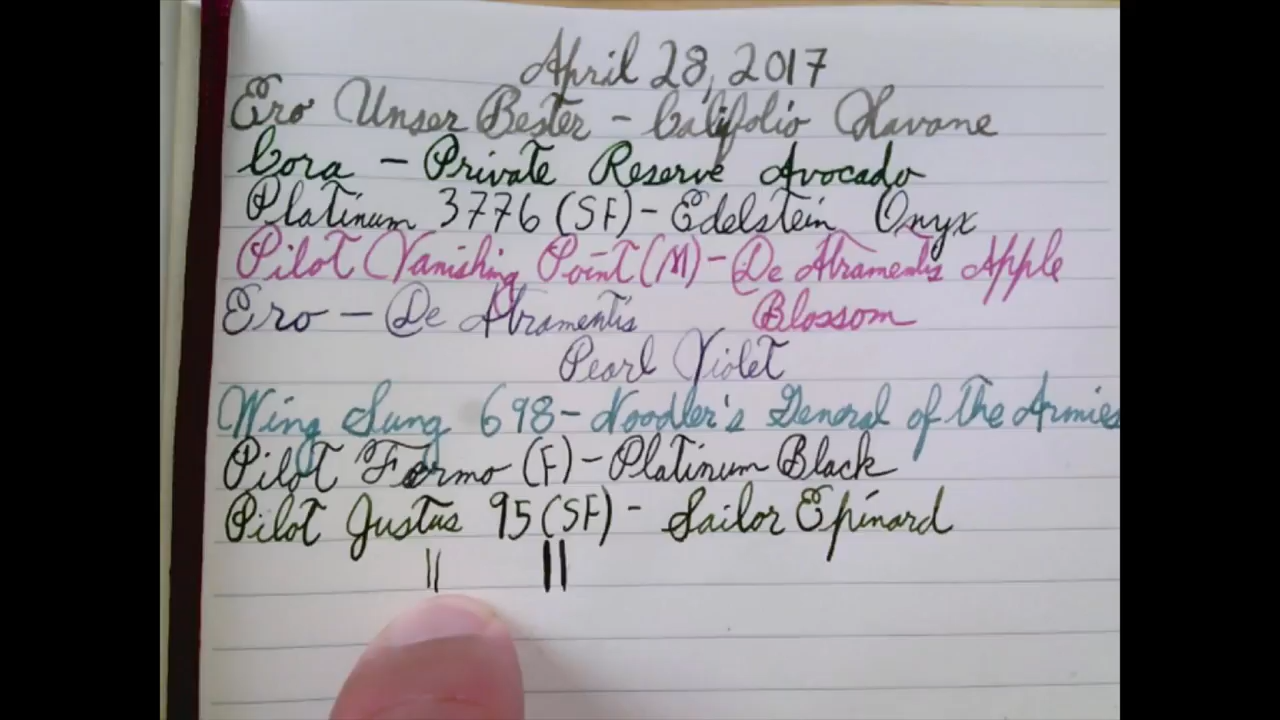 April 28, 2017
Ero Unser Bester - Califolio Havane
Cora - Private Reserve Avocado
Platinum 3776 (SF) - Edelstein Onyx
Pilot Vanishing Point (M) - De Atramentis Apple
Blossom
Ero - De Atramentis
Pearl Violet
Wing Sung 698 - Noodler's General of the Armies
Pilot Fermo (F) - Platinum Black
Pilot Justus 95 (SF) - Sailor Epinard